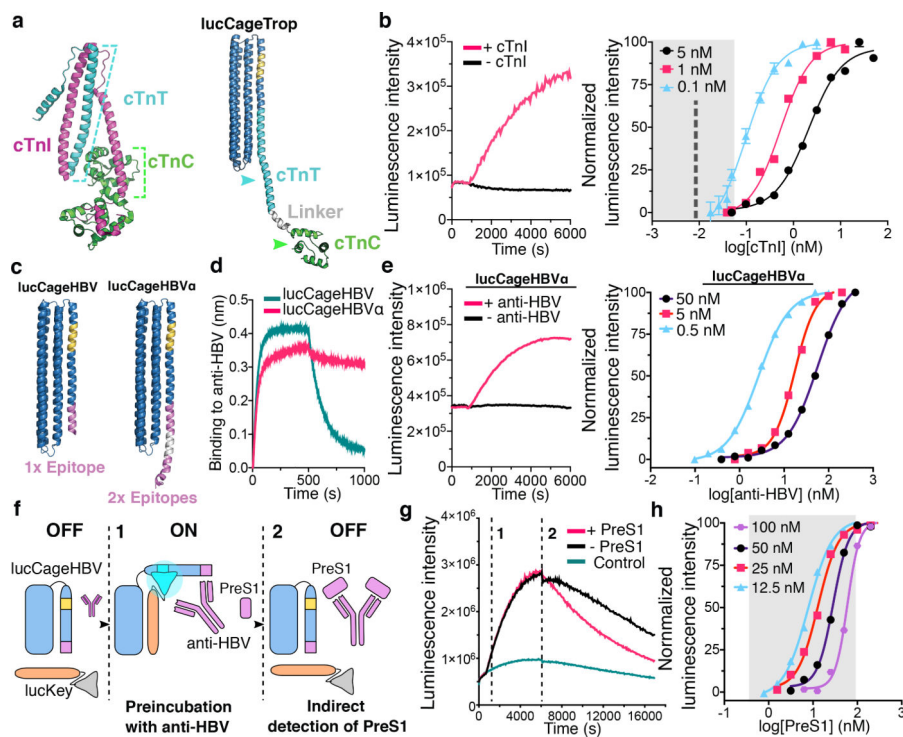 a
lucCageTrop
cTnT
cTnI
cTnC
cTnT
Linker
cTnC
b
Luminescence intensity
4×10⁵
3×10⁵
2×10⁵
1×10⁵
0
+ cTnI
- cTnI
0 2000 4000 6000
Time (s)
Nornmalized
luminescence intensity
100
75
50
25
0
5 nM
1 nM
0.1 nM
-3 -2 -1 0 1 2
log[cTnI] (nM)
c
lucCageHBV
lucCageHBVα
1x Epitope
2x Epitopes
d
Binding to anti-HBV (nm)
0.5
0.4
0.3
0.2
0.1
0.0
lucCageHBV
lucCageHBVα
0 500 1000
Time (s)
e
lucCageHBVα
Luminescence intensity
1×10⁶
8×10⁵
6×10⁵
4×10⁵
2×10⁵
0
+ anti-HBV
- anti-HBV
0 2000 4000 6000
Time (s)
lucCageHBVα
Normalized
luminescence intensity
100
75
50
25
0
50 nM
5 nM
0.5 nM
-2 -1 0 1 2 3
log[anti-HBV] (nM)
f
OFF
1 ON
2 OFF
lucCageHBV
PreS1
PreS1
anti-HBV
lucKey
Preincubation
with anti-HBV
Indirect
detection of PreS1
g
Luminescence intensity
4×10⁶
3×10⁶
2×10⁶
1×10⁶
0
1
2
+ PreS1
- PreS1
Control
0 4000 8000 12000 16000
Time (s)
h
Normalized
luminescence intensity
100
75
50
25
0
100 nM
50 nM
25 nM
12.5 nM
-1 0 1 2 3
log[PreS1] (nM)